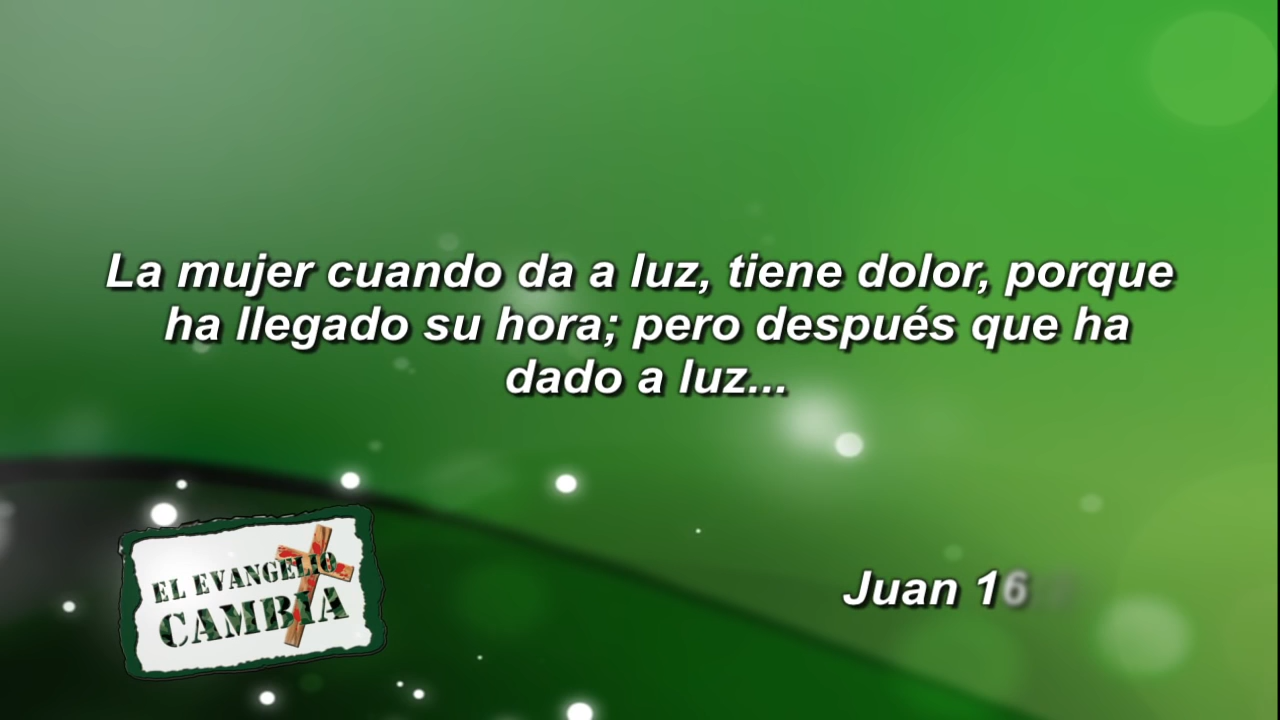 La mujer cuando da a luz, tiene dolor, porque
ha llegado su hora; pero después que ha
dado a luz...
Juan 16
EL EVANGELIO
CAMBIA